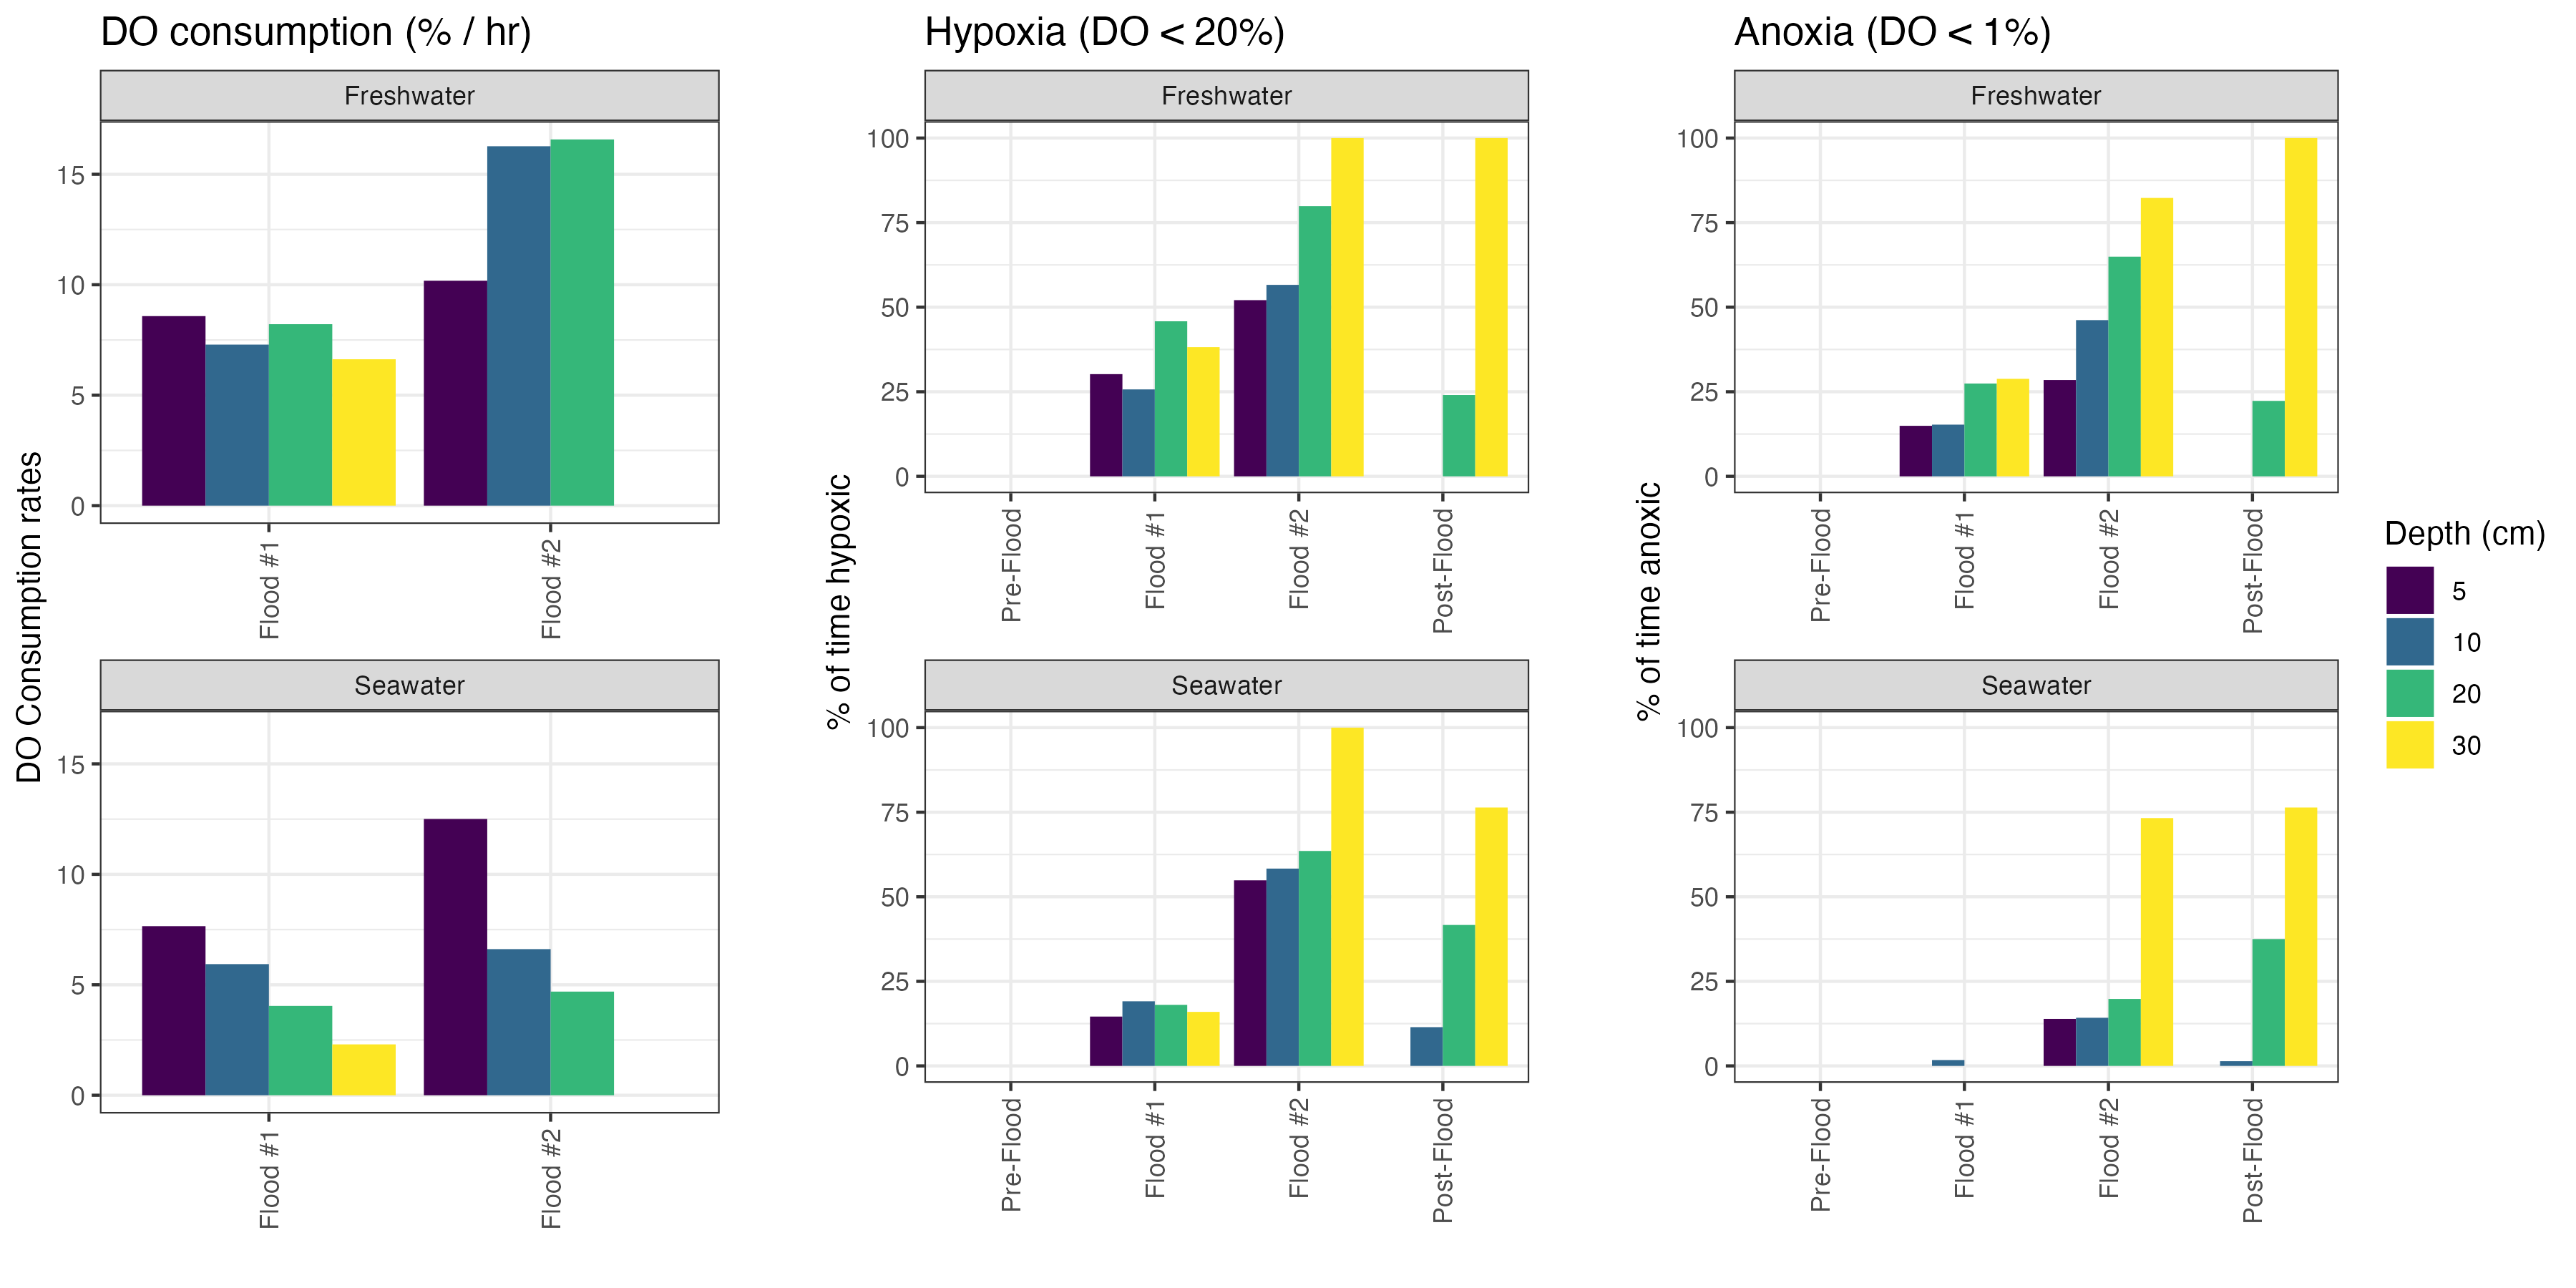 DO consumption (% / hr)
Hypoxia (DO < 20%)
Anoxia (DO < 1%)
DO Consumption rates
Freshwater
15
10
5
0
Flood #1
Flood #2
Seawater
15
10
5
0
Flood #1
Flood #2
% of time hypoxic
Freshwater
100
75
50
25
0
Pre-Flood
Flood #1
Flood #2
Post-Flood
Seawater
100
75
50
25
0
Pre-Flood
Flood #1
Flood #2
Post-Flood
% of time anoxic
Freshwater
100
75
50
25
0
Pre-Flood
Flood #1
Flood #2
Post-Flood
Seawater
100
75
50
25
0
Pre-Flood
Flood #1
Flood #2
Post-Flood
Depth (cm)
5
10
20
30